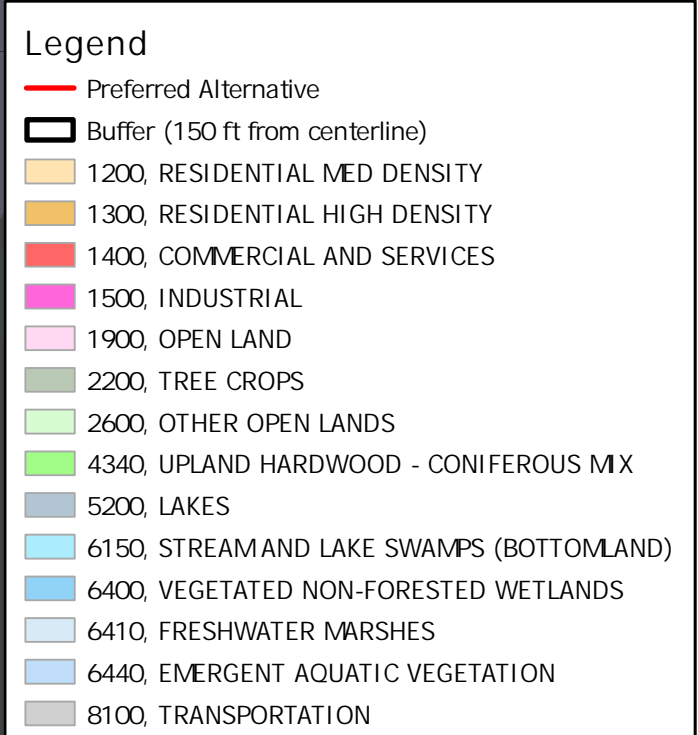 Legend
Preferred Alternative
Buffer (150 ft from centerline)
1200, RESIDENTIAL MED DENSITY
1300, RESIDENTIAL HIGH DENSITY
1400, COMMERCIAL AND SERVICES
1500, INDUSTRIAL
1900, OPEN LAND
2200, TREE CROPS
2600, OTHER OPEN LANDS
4340, UPLAND HARDWOOD - CONIFEROUS MIX
5200, LAKES
6150, STREAM AND LAKE SWAMPS (BOTTOMLAND)
6400, VEGETATED NON-FORESTED WETLANDS
6410, FRESHWATER MARSHES
6440, EMERGENT AQUATIC VEGETATION
8100, TRANSPORTATION